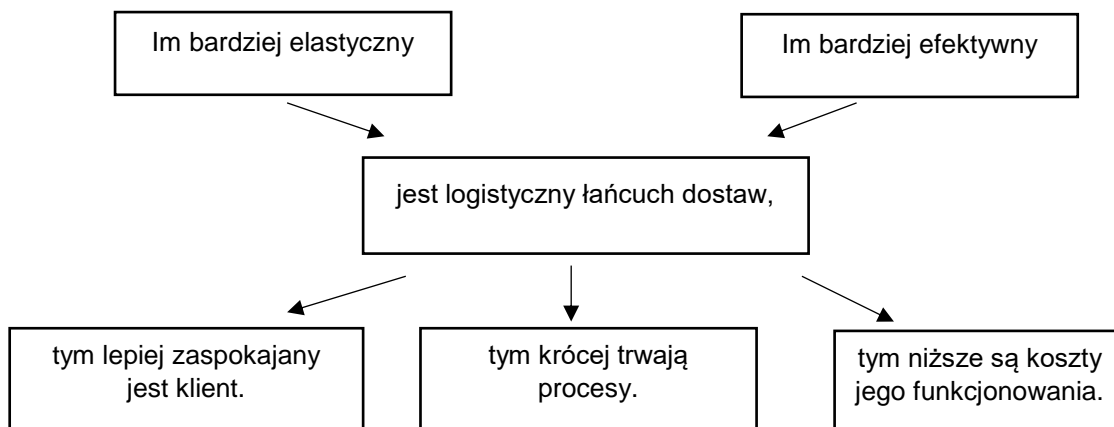 Im bardziej elastyczny
Im bardziej efektywny
jest logistyczny łańcuch dostaw,
tym lepiej zaspokajany
jest klient.
tym krócej trwają
procesy.
tym niższe są koszty
jego funkcjonowania.